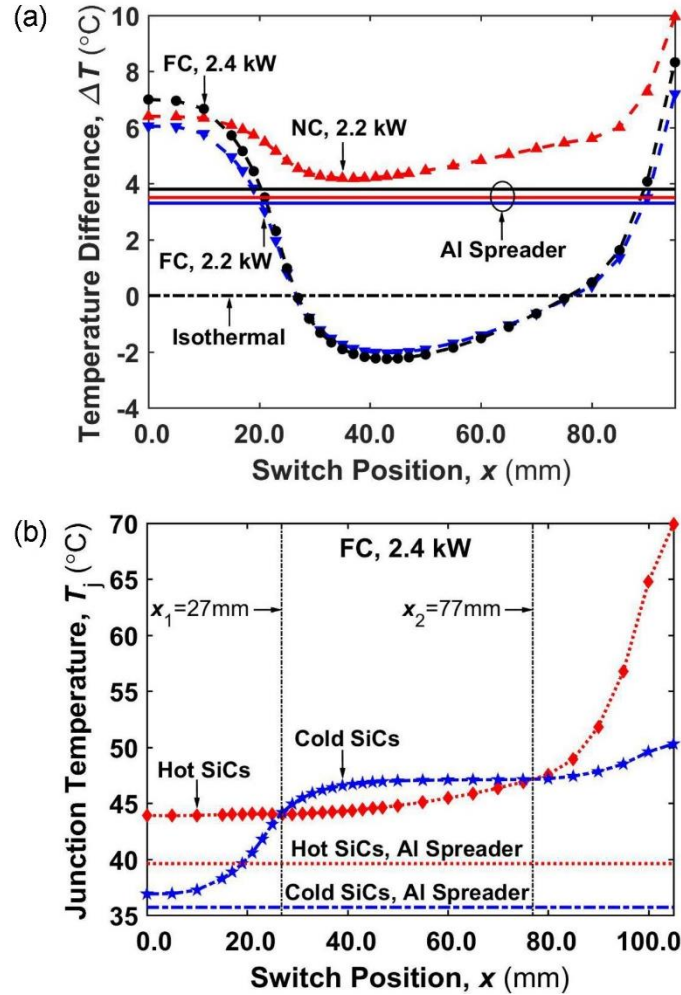 (a)
10
8
6
4
2
0
-2
-4
Temperature Difference, ΔT (°C)
FC, 2.4 kW
NC, 2.2 kW
FC, 2.2 kW
Al Spreader
Isothermal
0.0 20.0 40.0 60.0 80.0
Switch Position, x (mm)
(b)
70
65
60
55
50
45
40
35
Junction Temperature, Tj (°C)
FC, 2.4 kW
x1=27mm
x2=77mm
Cold SiCs
Hot SiCs
Hot SiCs, Al Spreader
Cold SiCs, Al Spreader
0.0 20.0 40.0 60.0 80.0 100.0
Switch Position, x (mm)